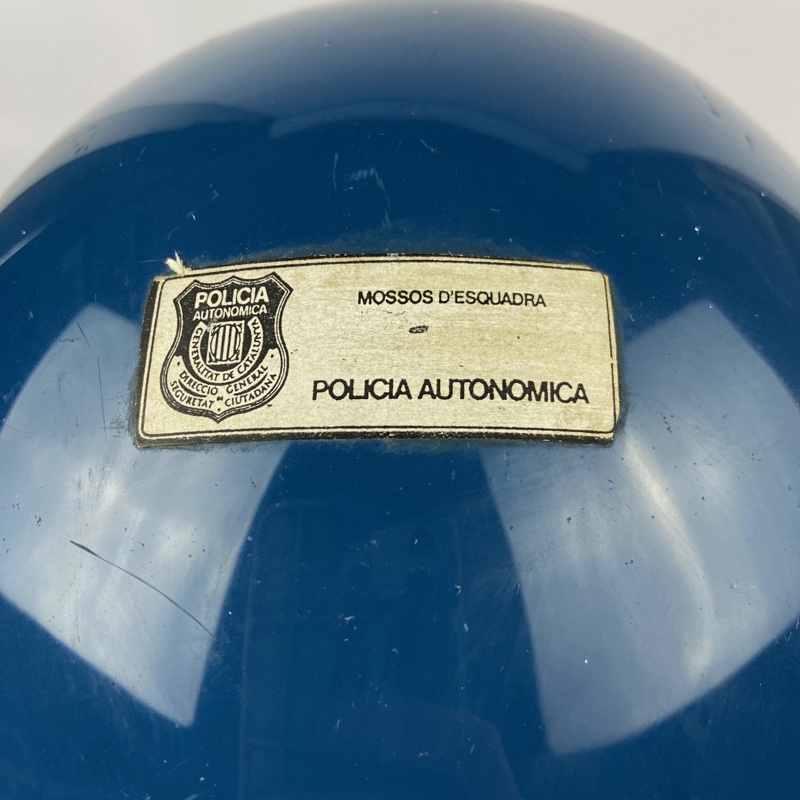 POLICIA
AUTONOMICA
GENERALITAT DE CATALUNYA
DIRECCIO GENERAL
SEGURETAT CIUTADANA
MOSSOS D'ESQUADRA
POLICIA AUTONOMICA